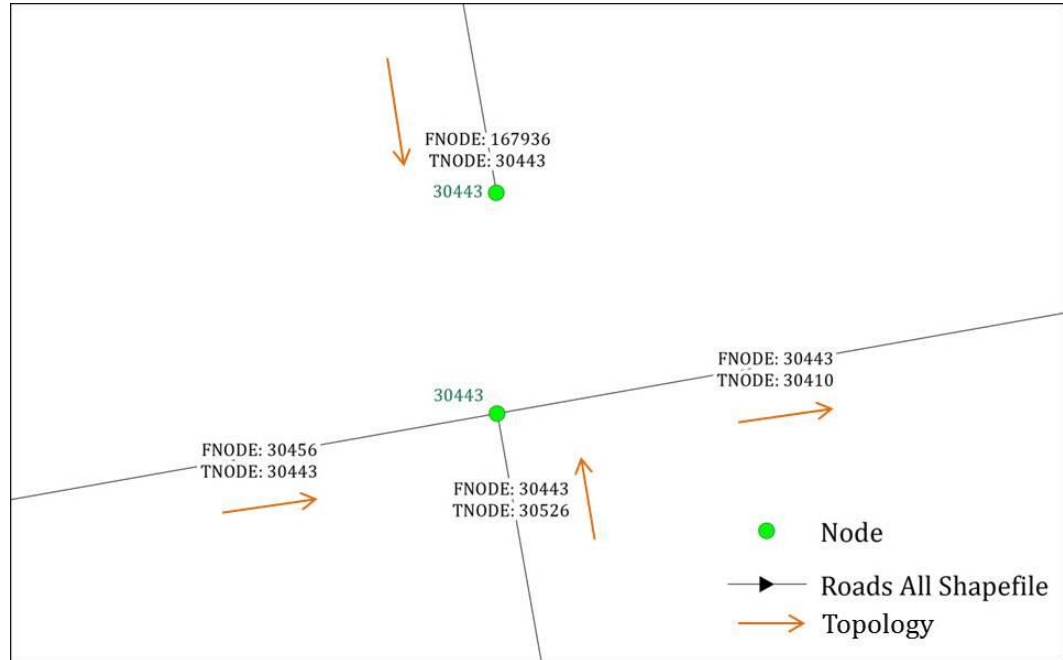 FNODE: 167936
TNODE: 30443
30443
FNODE: 30443
TNODE: 30410
30443
FNODE: 30456
TNODE: 30443
FNODE: 30443
TNODE: 30526
Node
Roads All Shapefile
Topology